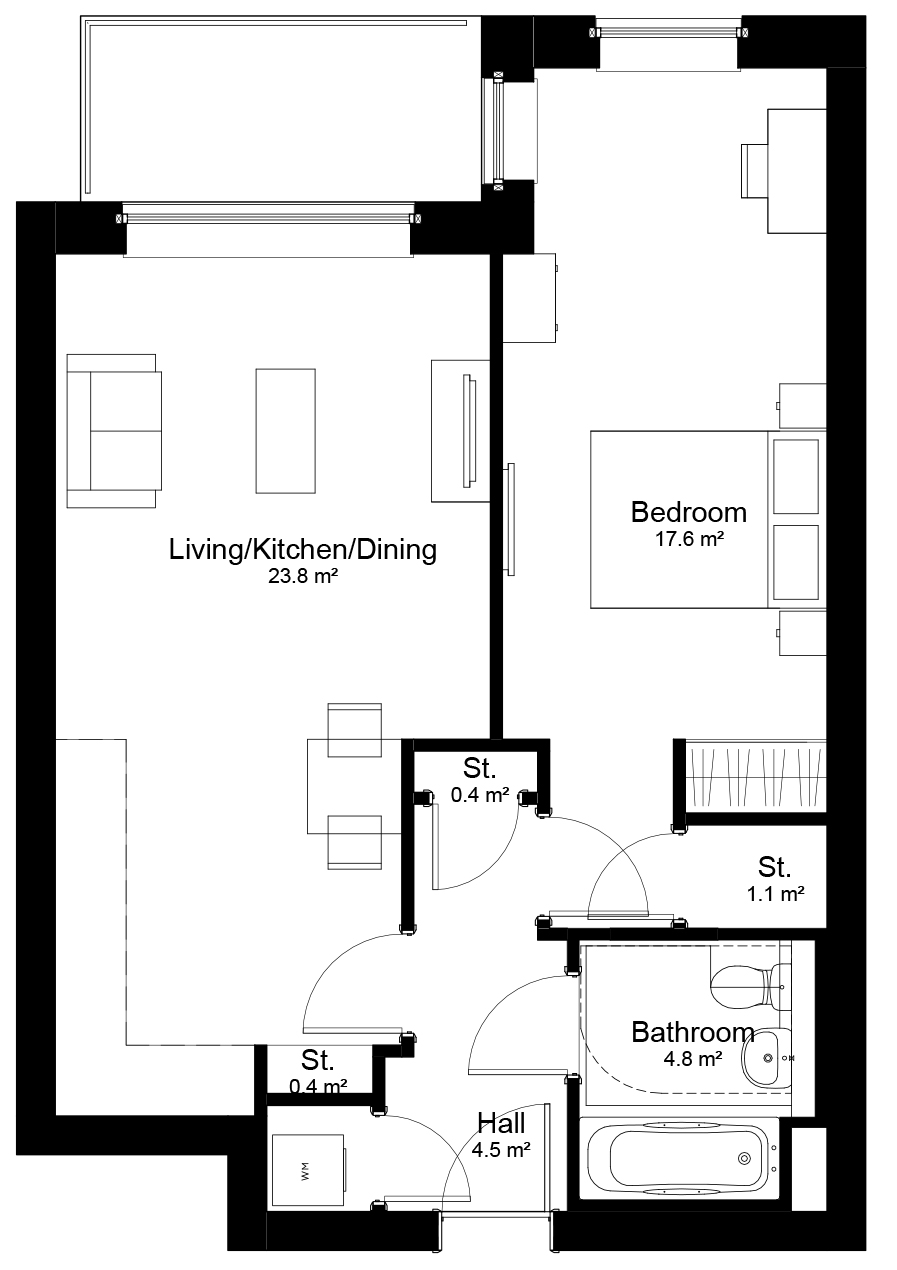 Living/Kitchen/Dining
23.8 m²
Bedroom
17.6 m²
St.
0.4 m²
St.
1.1 m²
Bathroom
4.8 m²
St.
0.4 m²
Hall
4.5 m²
WM